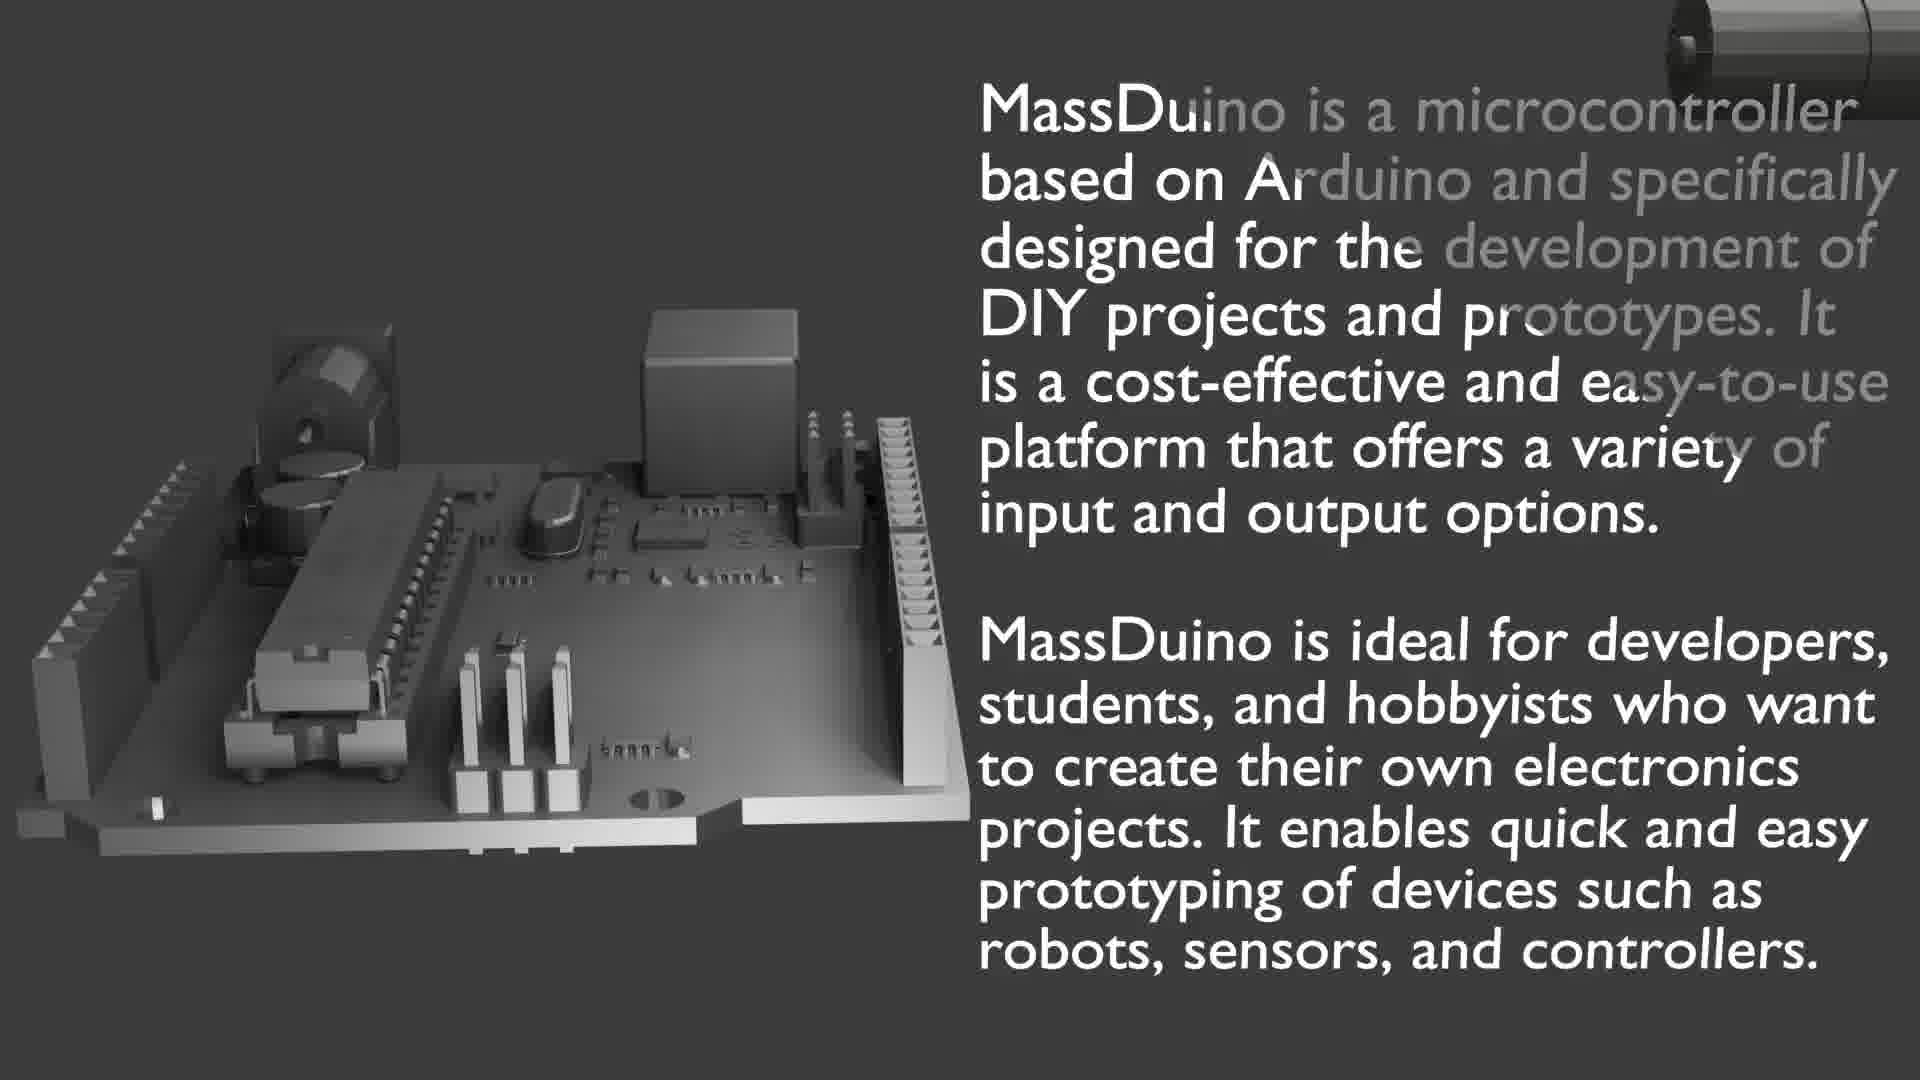 MassDuino is a microcontroller
based on Arduino and specifically
designed for the development of
DIY projects and prototypes. It
is a cost-effective and easy-to-use
platform that offers a variety of
input and output options.
MassDuino is ideal for developers,
students, and hobbyists who want
to create their own electronics
projects. It enables quick and easy
prototyping of devices such as
robots, sensors, and controllers.